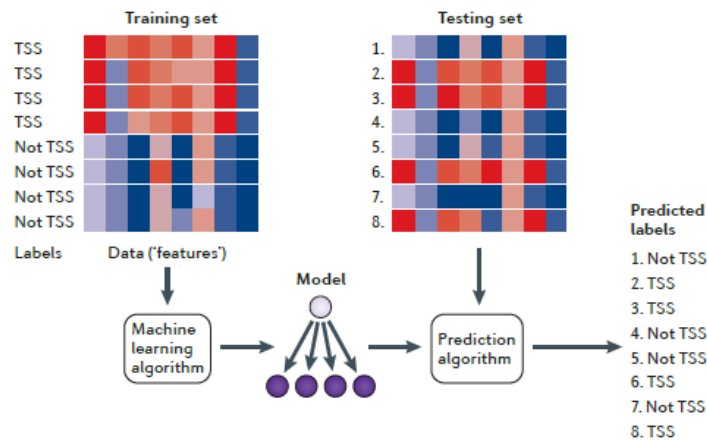 Training set
Testing set
TSS
TSS
TSS
TSS
Not TSS
Not TSS
Not TSS
Not TSS
1.
2.
3.
4.
5.
6.
7.
8.
Labels
Data ('features')
Machine
learning
algorithm
Model
Prediction
algorithm
Predicted
labels
1. Not TSS
2. TSS
3. TSS
4. Not TSS
5. Not TSS
6. TSS
7. Not TSS
8. TSS